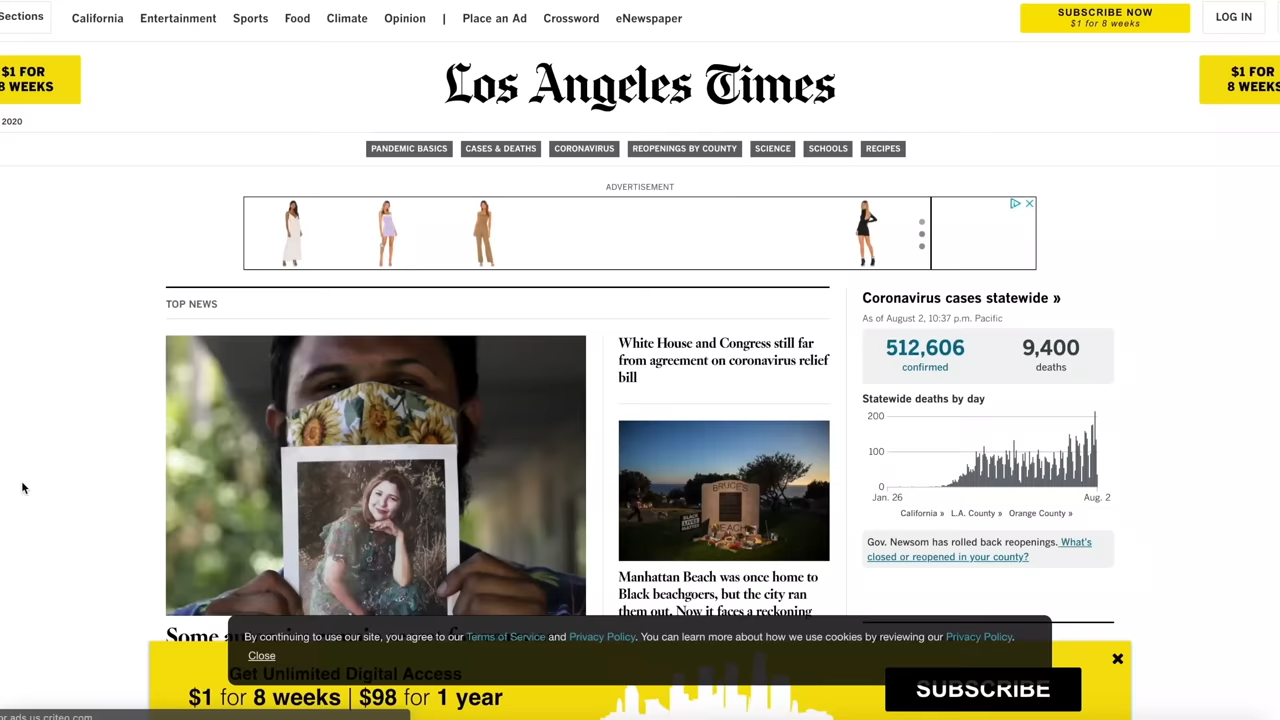 Sections
California
Entertainment
Sports
Food
Climate
Opinion
|
Place an Ad
Crossword
eNewspaper
SUBSCRIBE NOW
$1 for 8 weeks
LOG IN
$1 FOR
8 WEEKS
Los Angeles Times
$1 FOR
8 WEEKS
2020
PANDEMIC BASICS
CASES & DEATHS
CORONAVIRUS
REOPENINGS BY COUNTY
SCIENCE
SCHOOLS
RECIPES
ADVERTISEMENT
TOP NEWS
White House and Congress still far
from agreement on coronavirus relief
bill
BRUCE'S
BEACH
BLACK
LIVES
MATTER
Manhattan Beach was once home to
Black beachgoers, but the city ran
them out. Now it faces a reckoning
Coronavirus cases statewide »
As of August 2, 10:37 p.m. Pacific
512,606
confirmed
9,400
deaths
Statewide deaths by day
200
100
0
Jan. 26
Aug. 2
California »
L.A. County »
Orange County »
Gov. Newsom has rolled back reopenings. What's
closed or reopened in your county?
Some
By continuing to use our site, you agree to our Terms of Service and Privacy Policy. You can learn more about how we use cookies by reviewing our Privacy Policy.
Close
Get Unlimited Digital Access
$1 for 8 weeks | $98 for 1 year
SUBSCRIBE
ads.us.criteo.com